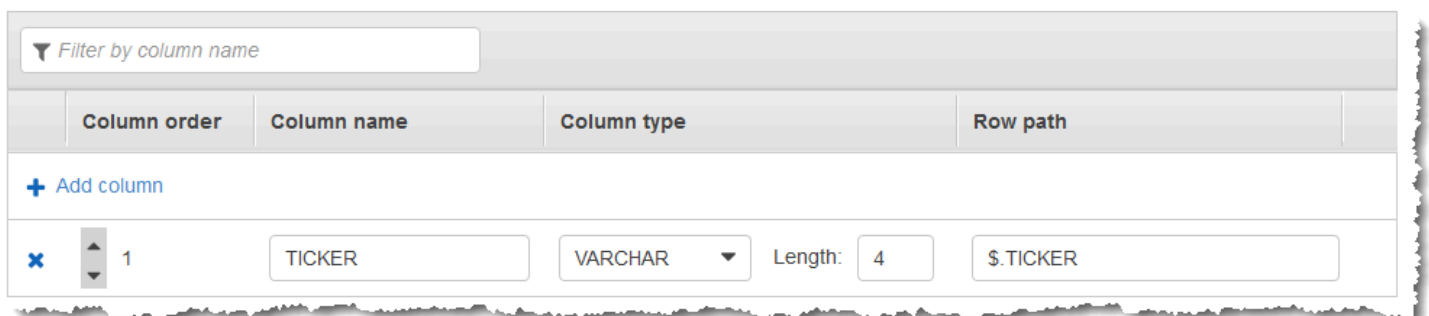 Filter by column name
Column order Column name Column type Row path
Add column
1 TICKER VARCHAR Length: 4 $.TICKER